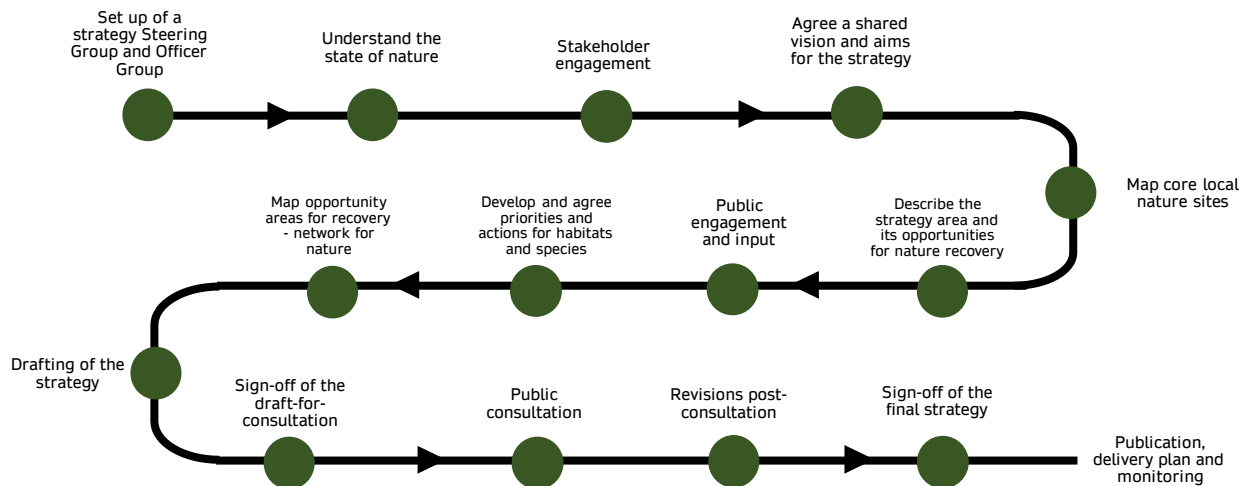 Set up of a
strategy Steering
Group and Officer
Group
Understand the
state of nature
Stakeholder
engagement
Agree a shared
vision and aims
for the strategy
Map core local
nature sites
Describe the
strategy area and
its opportunities
for nature recovery
Public
engagement
and input
Develop and agree
priorities and
actions for habitats
and species
Map opportunity
areas for recovery
- network for
nature
Drafting of the
strategy
Sign-off of the
draft-for-
consultation
Public
consultation
Revisions post-
consultation
Sign-off of the
final strategy
Publication,
delivery plan and
monitoring